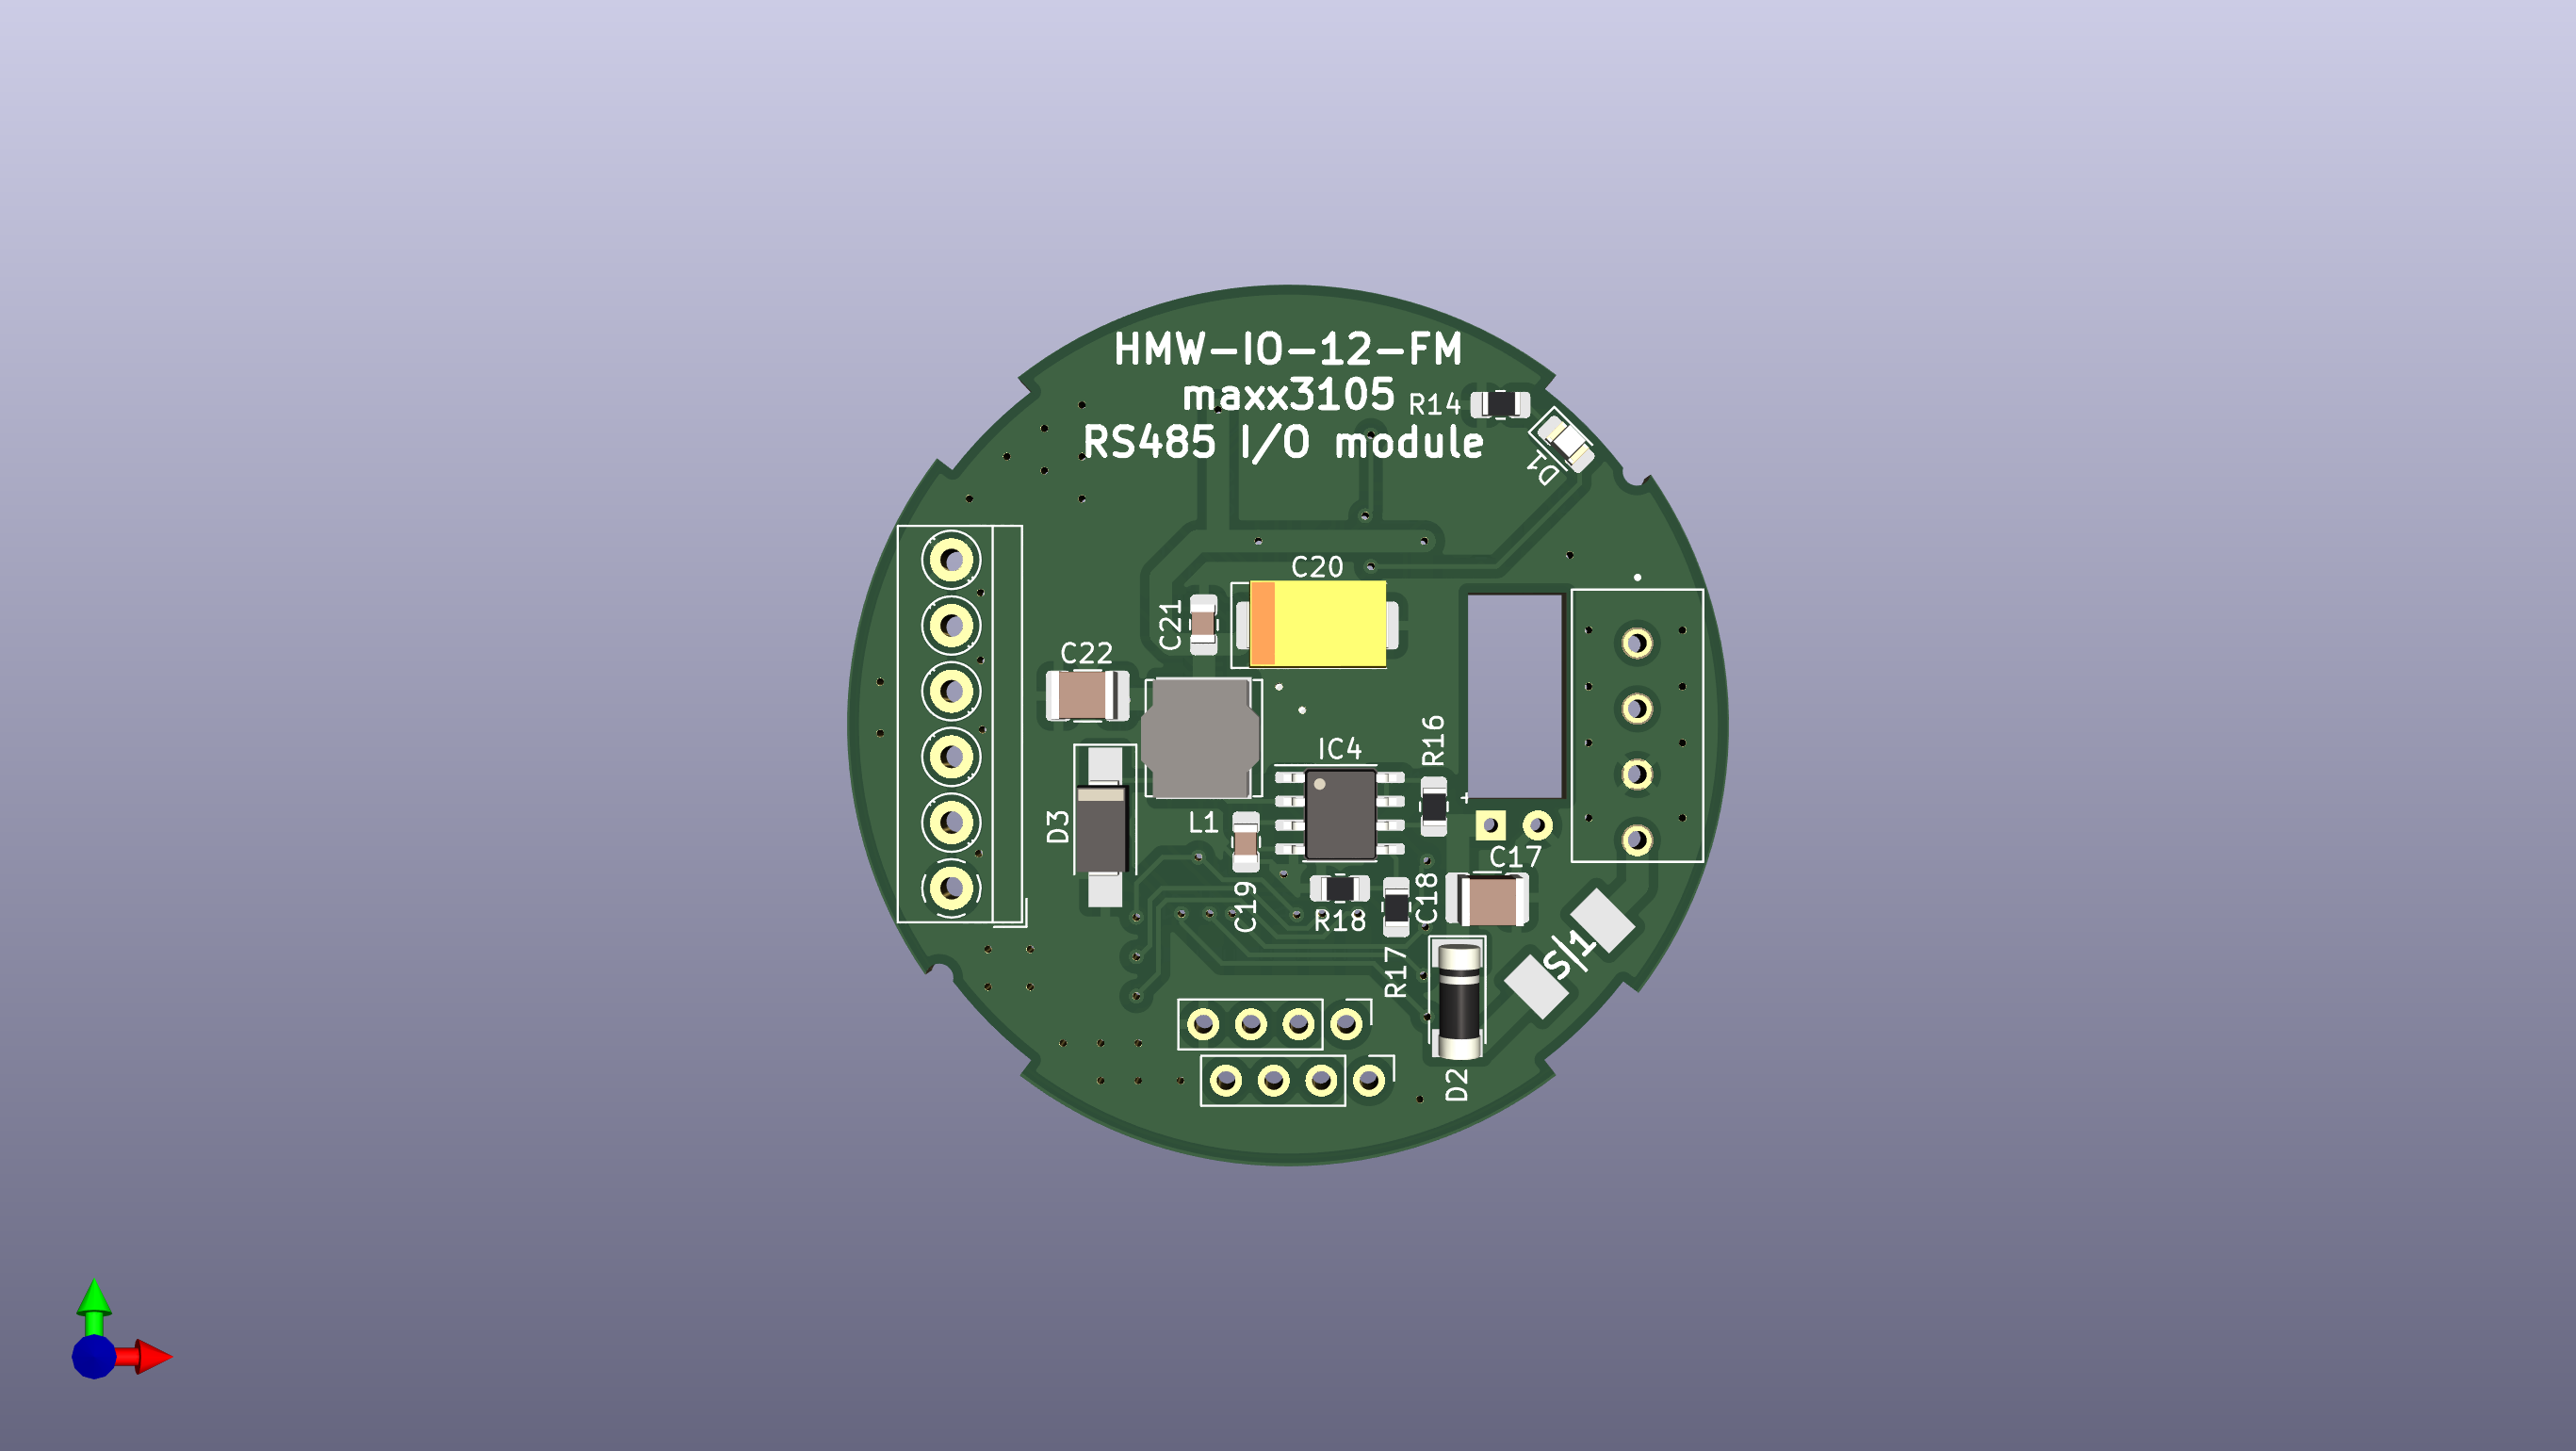 HMW-IO-12-FM
maxx3105
R14
RS485 I/O module
D1
C20
C21
C22
R16
IC4
L1
D3
+
C17
C18
C19
R18
R17
S|1
D2